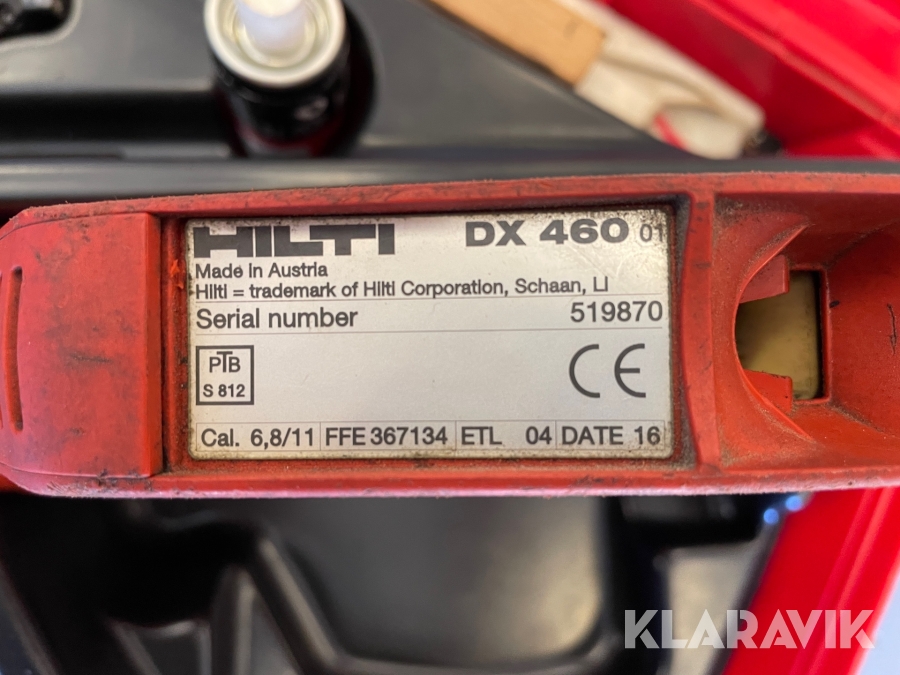 HILTI DX 460 01
Made in Austria
Hilti = trademark of Hilti Corporation, Schaan, LI
Serial number 519870
PTB
S 812
CE
Cal. 6,8/11 FFE 367134 ETL 04 DATE 16
KLARAVIK